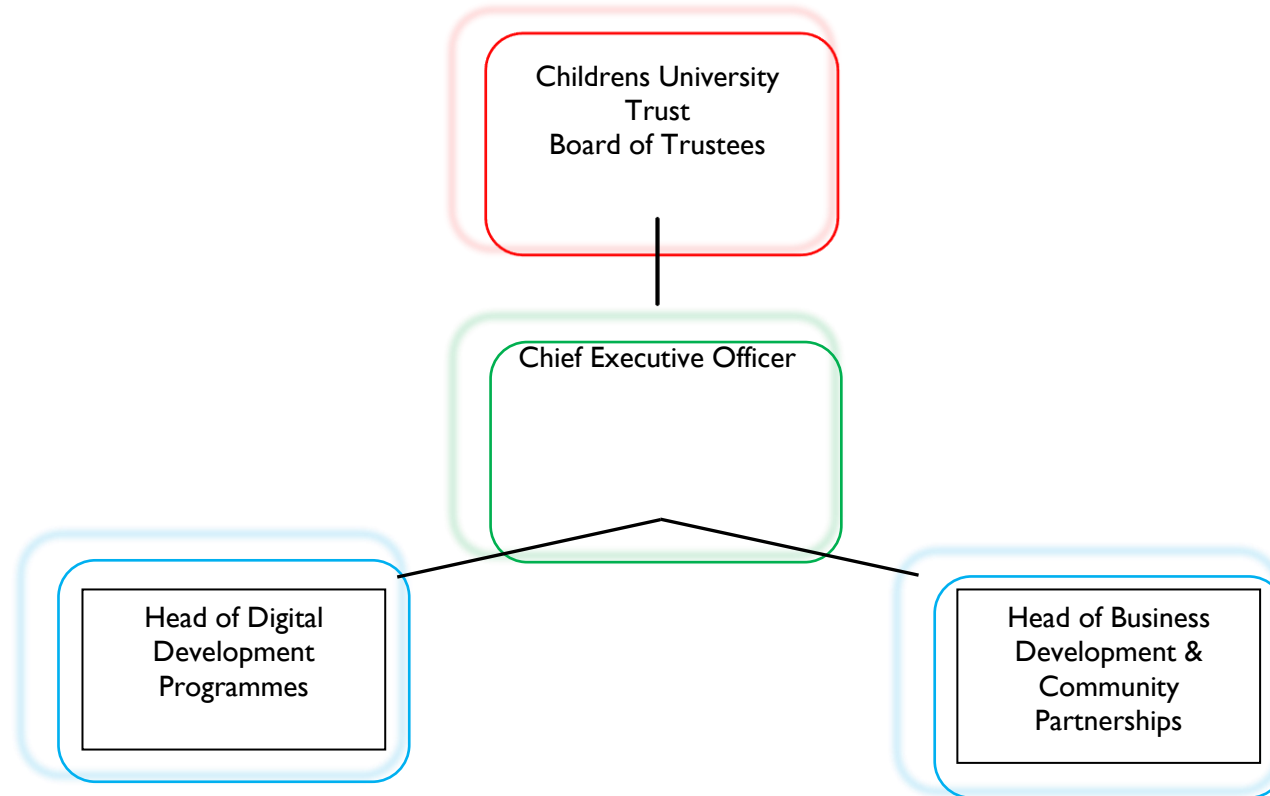 Childrens University
Trust
Board of Trustees
Chief Executive Officer
Head of Digital
Development
Programmes
Head of Business
Development &
Community
Partnerships